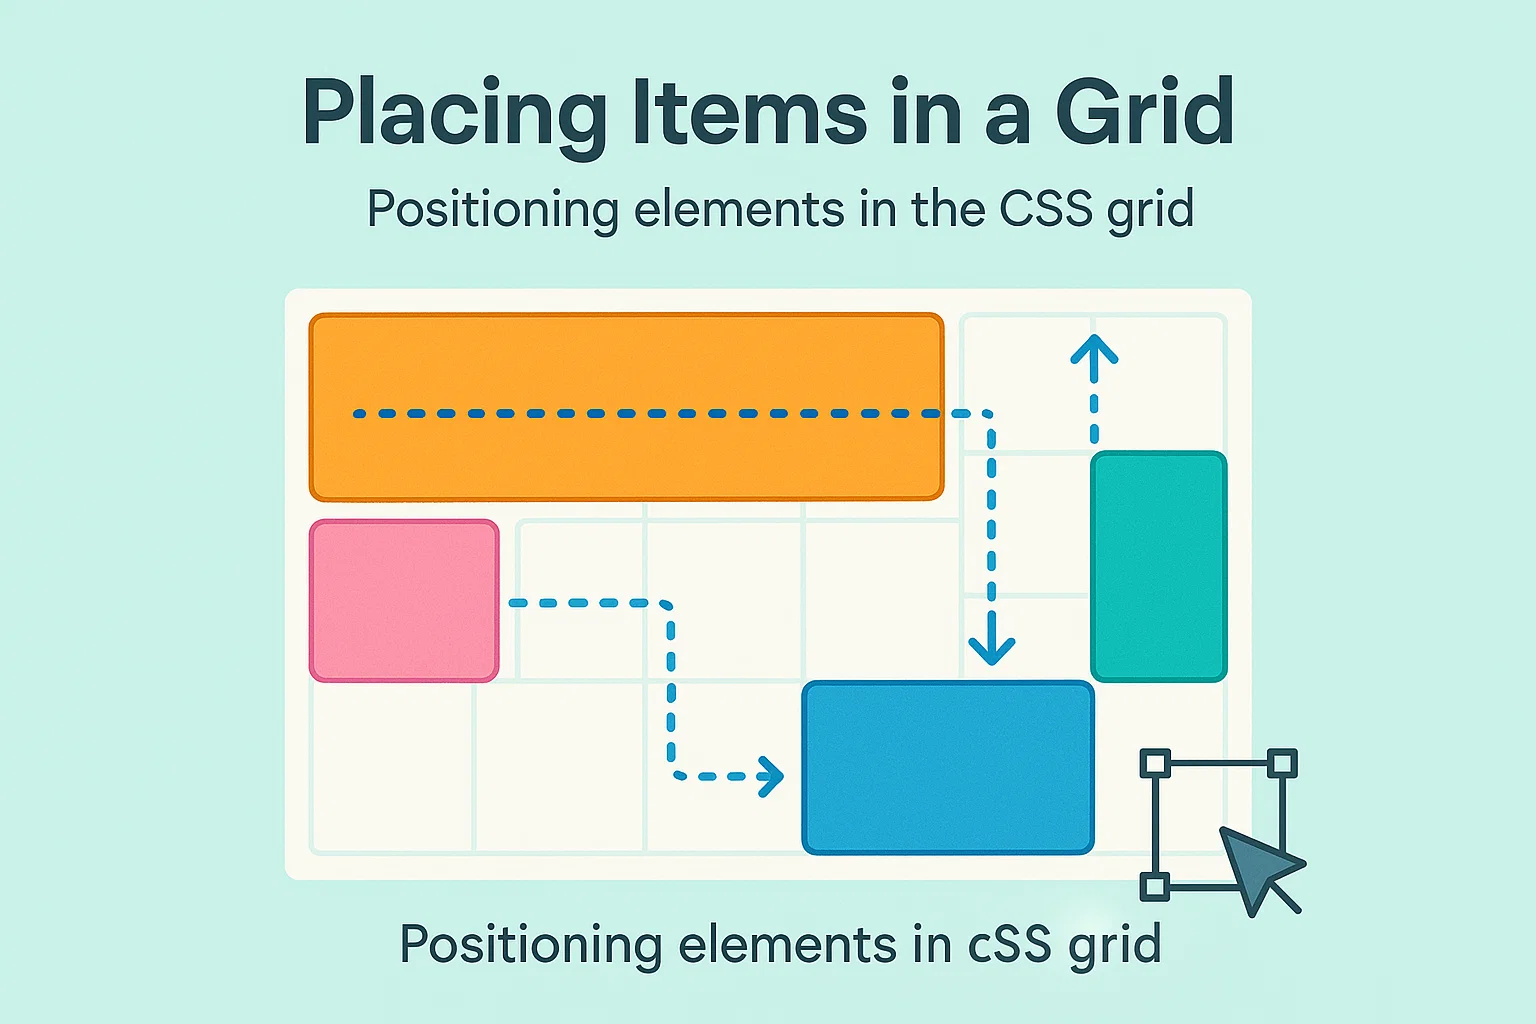 Placing Items in a Grid
Positioning elements in the CSS grid
Positioning elements in cSS grid